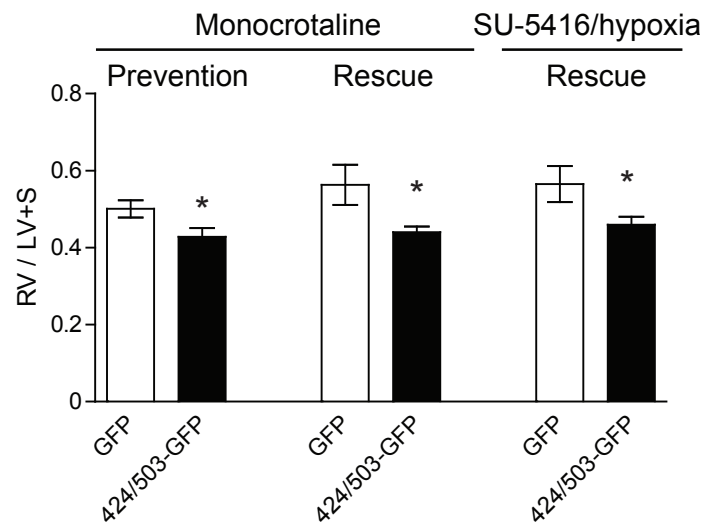 Monocrotaline SU-5416/hypoxia
Prevention Rescue Rescue
0.8
0.6
0.4
0.2
0
RV / LV+S
* * *
GFP 424/503-GFP GFP 424/503-GFP GFP 424/503-GFP